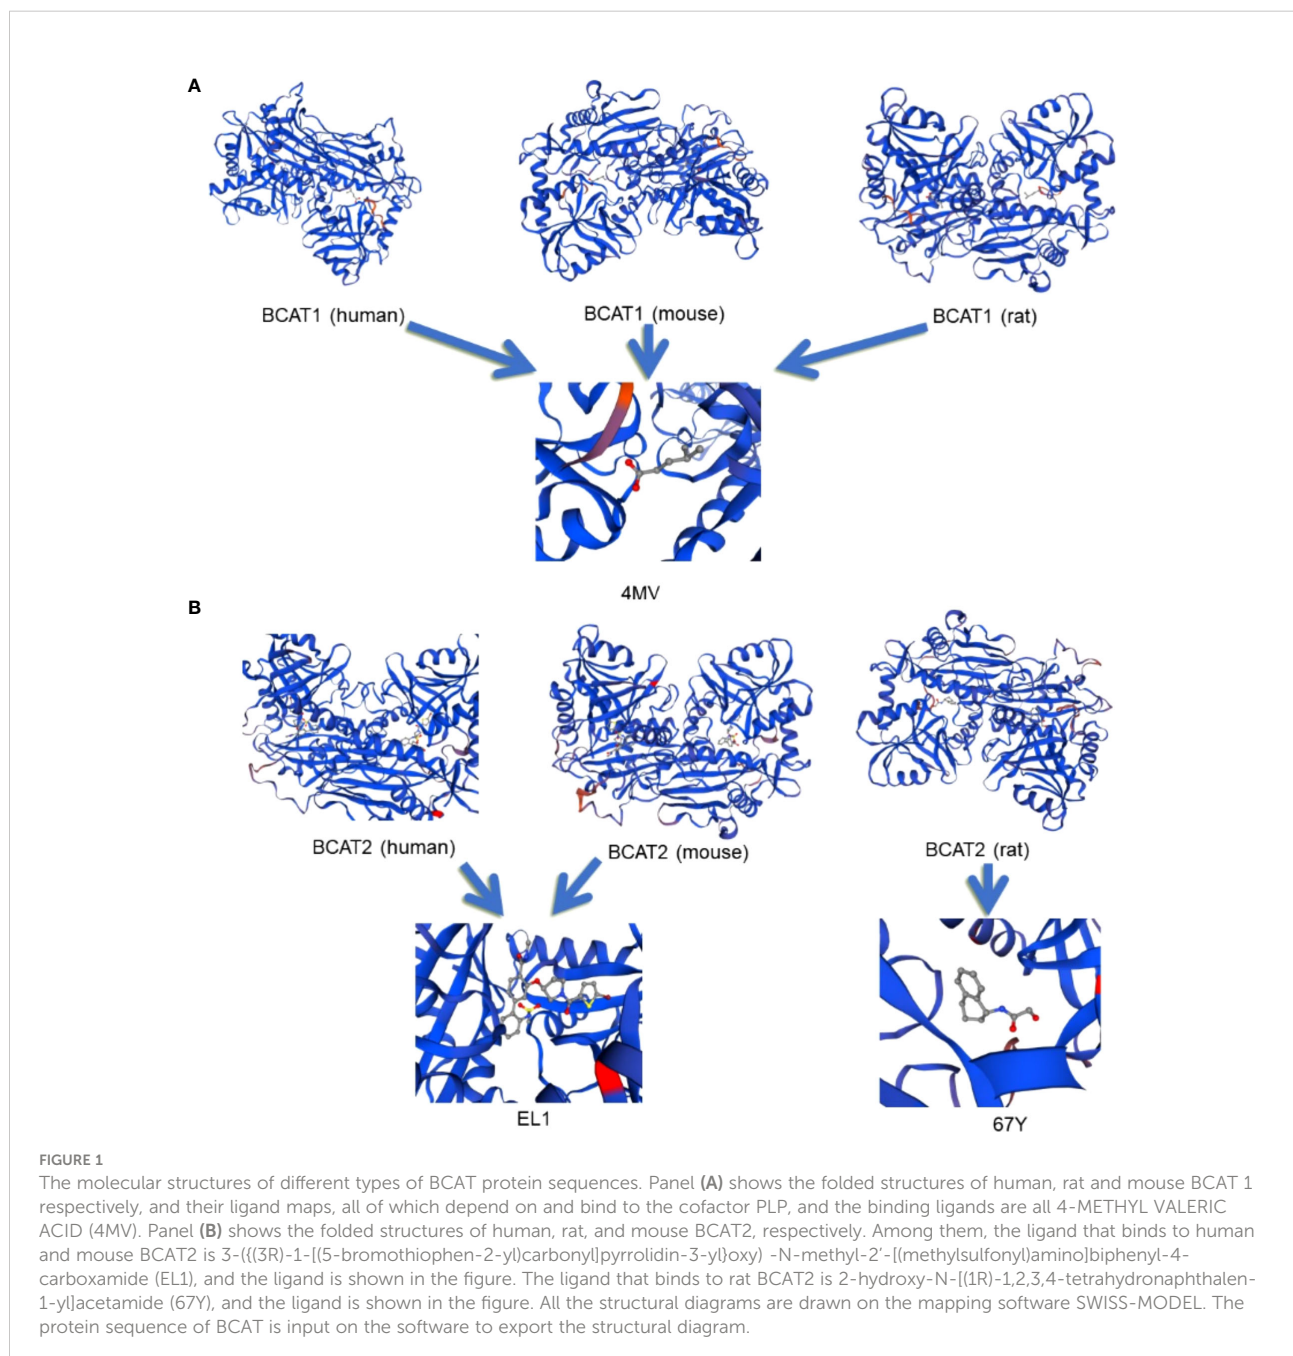 A
BCAT1 (human)
BCAT1 (mouse)
BCAT1 (rat)
4MV
B
BCAT2 (human)
BCAT2 (mouse)
BCAT2 (rat)
EL1
67Y
FIGURE 1
The molecular structures of different types of BCAT protein sequences. Panel (A) shows the folded structures of human, rat and mouse BCAT 1
respectively, and their ligand maps, all of which depend on and bind to the cofactor PLP, and the binding ligands are all 4-METHYL VALERIC
ACID (4MV). Panel (B) shows the folded structures of human, rat, and mouse BCAT2, respectively. Among them, the ligand that binds to human
and mouse BCAT2 is 3-({(3R)-1-[(5-bromothiophen-2-yl)carbonyl]pyrrolidin-3-yl}oxy) -N-methyl-2′-[(methylsulfonyl)amino]biphenyl-4-
carboxamide (EL1), and the ligand is shown in the figure. The ligand that binds to rat BCAT2 is 2-hydroxy-N-[(1R)-1,2,3,4-tetrahydronaphthalen-
1-yl]acetamide (67Y), and the ligand is shown in the figure. All the structural diagrams are drawn on the mapping software SWISS-MODEL. The
protein sequence of BCAT is input on the software to export the structural diagram.